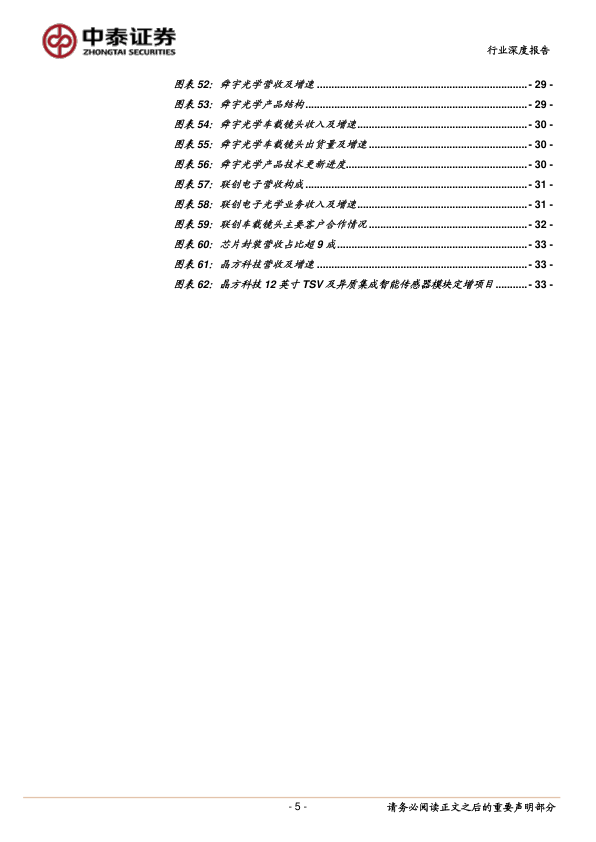 中泰证券
ZHONGTAI SECURITIES
行业深度报告
图表 52：舜宇光学营收及增速.......................................................................- 29 -
图表 53：舜宇光学产品结构...........................................................................- 29 -
图表 54：舜宇光学车载镜头收入及增速.........................................................- 30 -
图表 55：舜宇光学车载镜头出货量及增速.....................................................- 30 -
图表 56：舜宇光学产品技术更新进度.............................................................- 30 -
图表 57：联创电子营收构成...........................................................................- 31 -
图表 58：联创电子光学业务收入及增速.........................................................- 31 -
图表 59：联创车载镜头主要客户合作情况.....................................................- 32 -
图表 60：芯片封装营收占比超 9 成................................................................- 33 -
图表 61：晶方科技营收及增速.......................................................................- 33 -
图表 62：晶方科技 12 英寸 TSV 及异质集成智能传感器模块定增项目...........- 33 -
- 5 -
请务必阅读正文之后的重要声明部分